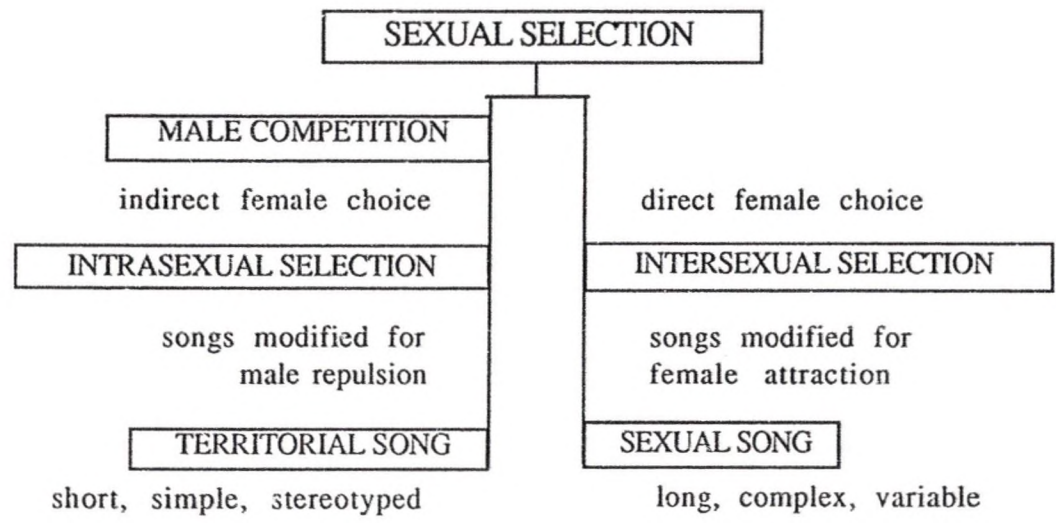 SEXUAL SELECTION
MALE COMPETITION
indirect female choice
direct female choice
INTRASEXUAL SELECTION
INTERSEXUAL SELECTION
songs modified for
male repulsion
songs modified for
female attraction
TERRITORIAL SONG
SEXUAL SONG
short, simple, stereotyped
long, complex, variable